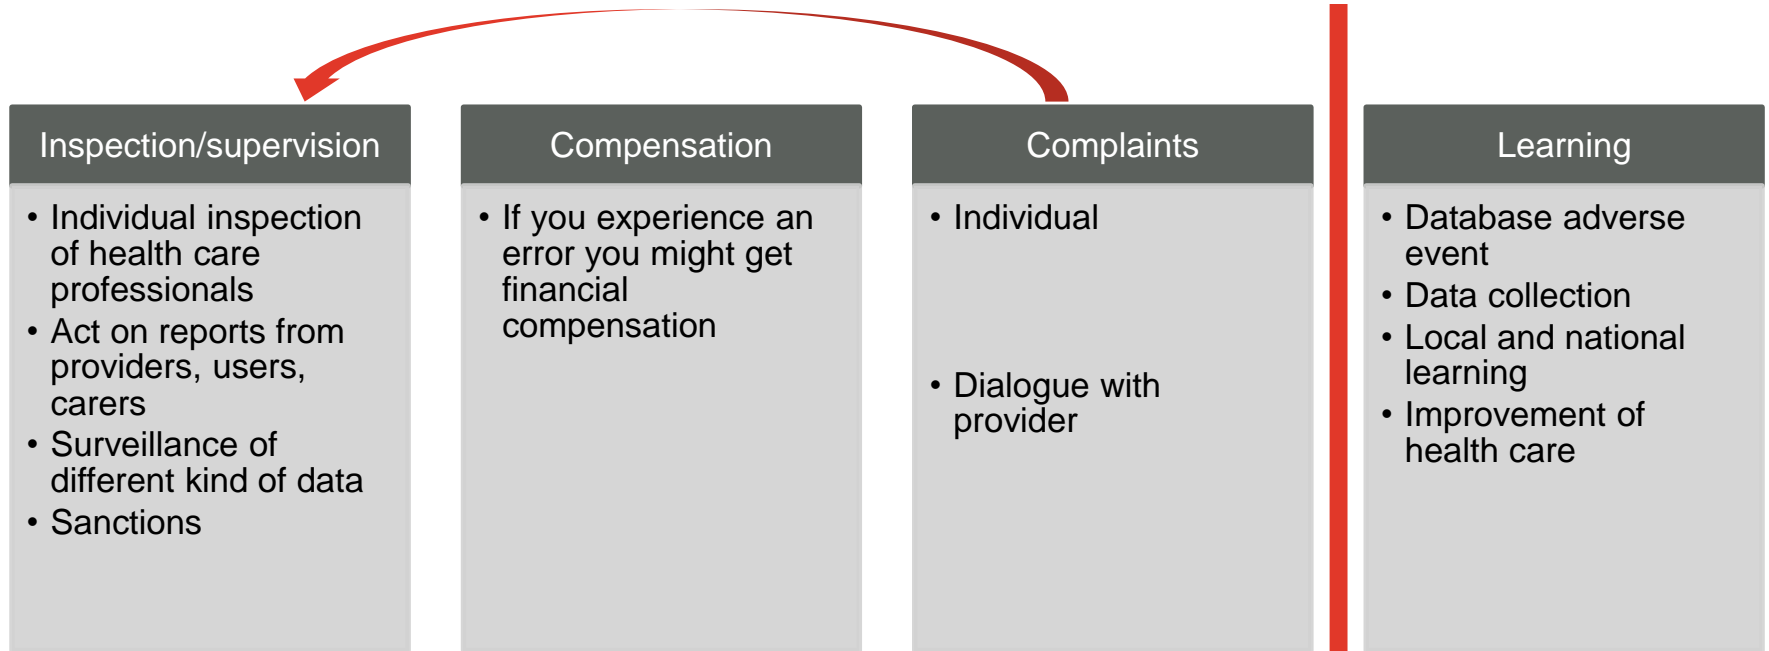 Inspection/supervision
• Individual inspection
of health care
professionals
• Act on reports from
providers, users,
carers
• Surveillance of
different kind of data
• Sanctions
Compensation
• If you experience an
error you might get
financial
compensation
Complaints
• Individual
• Dialogue with
provider
Learning
• Database adverse
event
• Data collection
• Local and national
learning
• Improvement of
health care